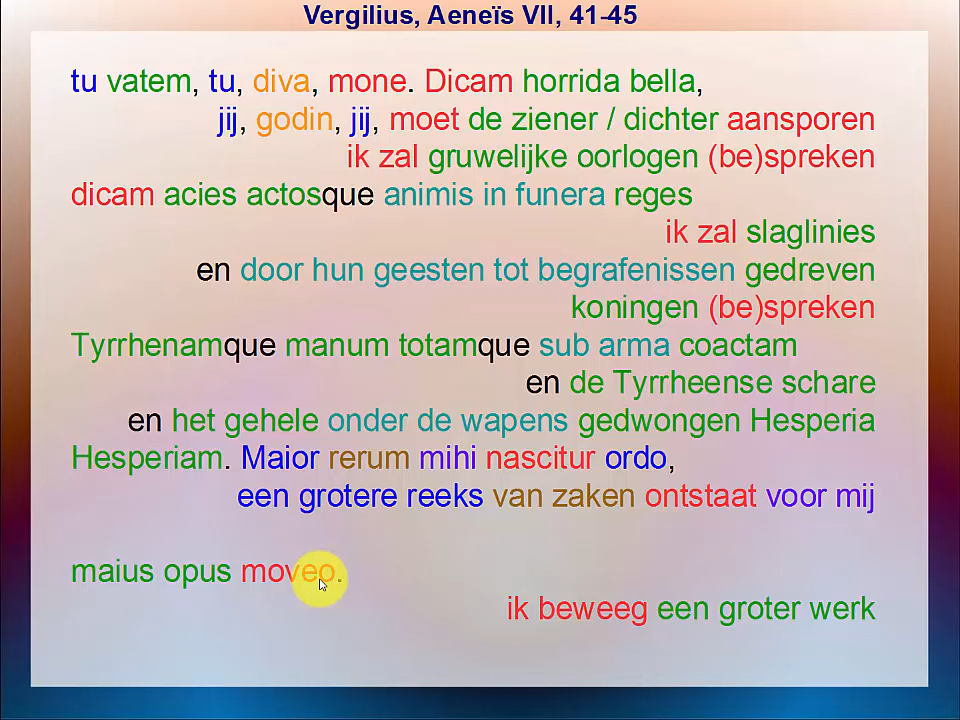 Vergilius, Aeneïs VII, 41-45
tu vatem, tu, diva, mone. Dicam horrida bella,
jij, godin, jij, moet de ziener / dichter aansporen
ik zal gruwelijke oorlogen (be)spreken
dicam acies actosque animis in funera reges
ik zal slaglinies
en door hun geesten tot begrafenissen gedreven
koningen (be)spreken
Tyrrhenamque manum totamque sub arma coactam
en de Tyrrheense schare
en het gehele onder de wapens gedwongen Hesperia
Hesperiam. Maior rerum mihi nascitur ordo,
een grotere reeks van zaken ontstaat voor mij
maius opus moveo.
ik beweeg een groter werk